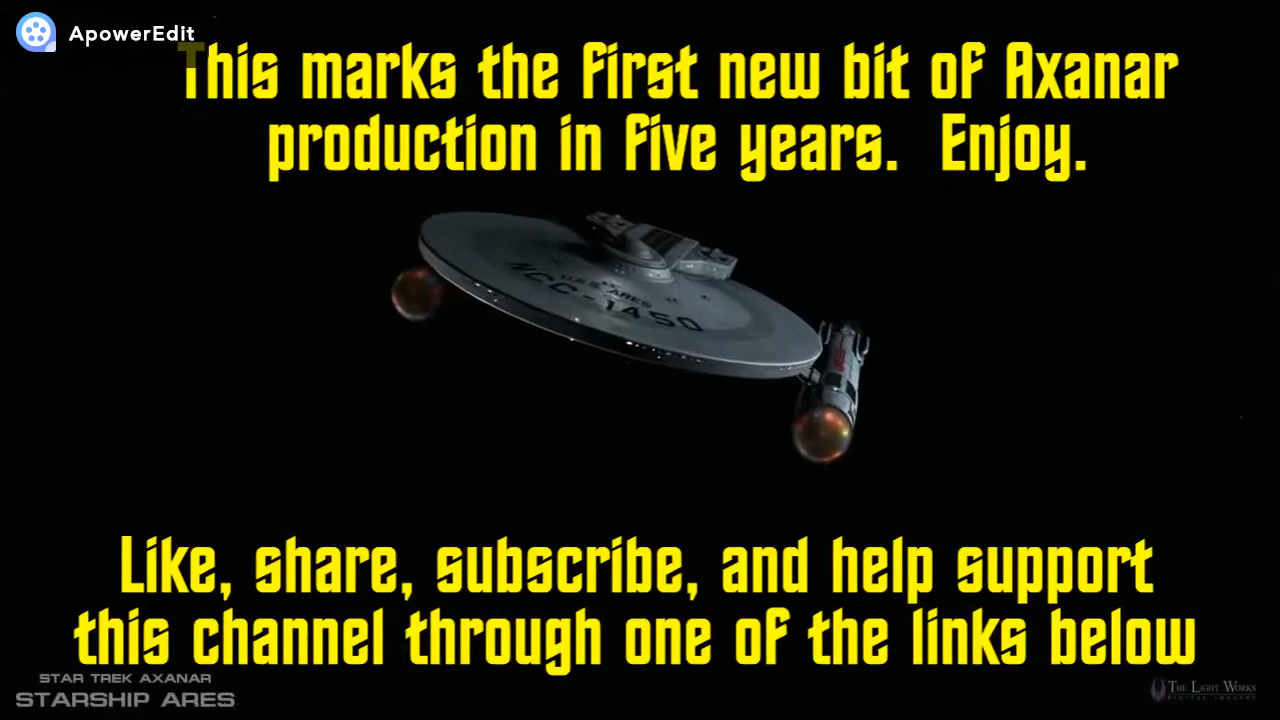 ApowerEdit
This marks the first new bit of Axanar
production in five years.  Enjoy.
U.S.S. ARES
NCC-1450
Like, share, subscribe, and help support
this channel through one of the links below
STAR TREK AXANAR
STARSHIP ARES
THE LIGHT WORKS
DIGITAL IMAGERY